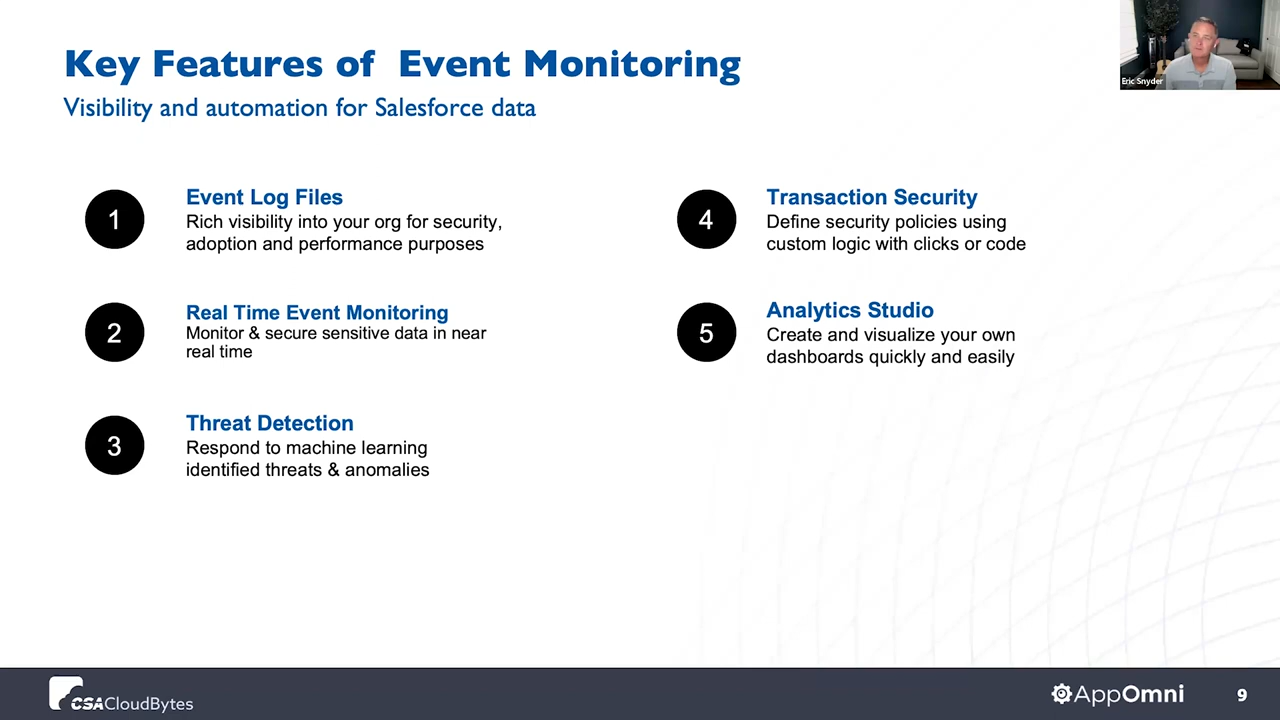 Key Features of Event Monitoring
Visibility and automation for Salesforce data
Eric Snyder
1
Event Log Files
Rich visibility into your org for security,
adoption and performance purposes
2
Real Time Event Monitoring
Monitor & secure sensitive data in near
real time
3
Threat Detection
Respond to machine learning
identified threats & anomalies
4
Transaction Security
Define security policies using
custom logic with clicks or code
5
Analytics Studio
Create and visualize your own
dashboards quickly and easily
CSACloudBytes
AppOmni
9